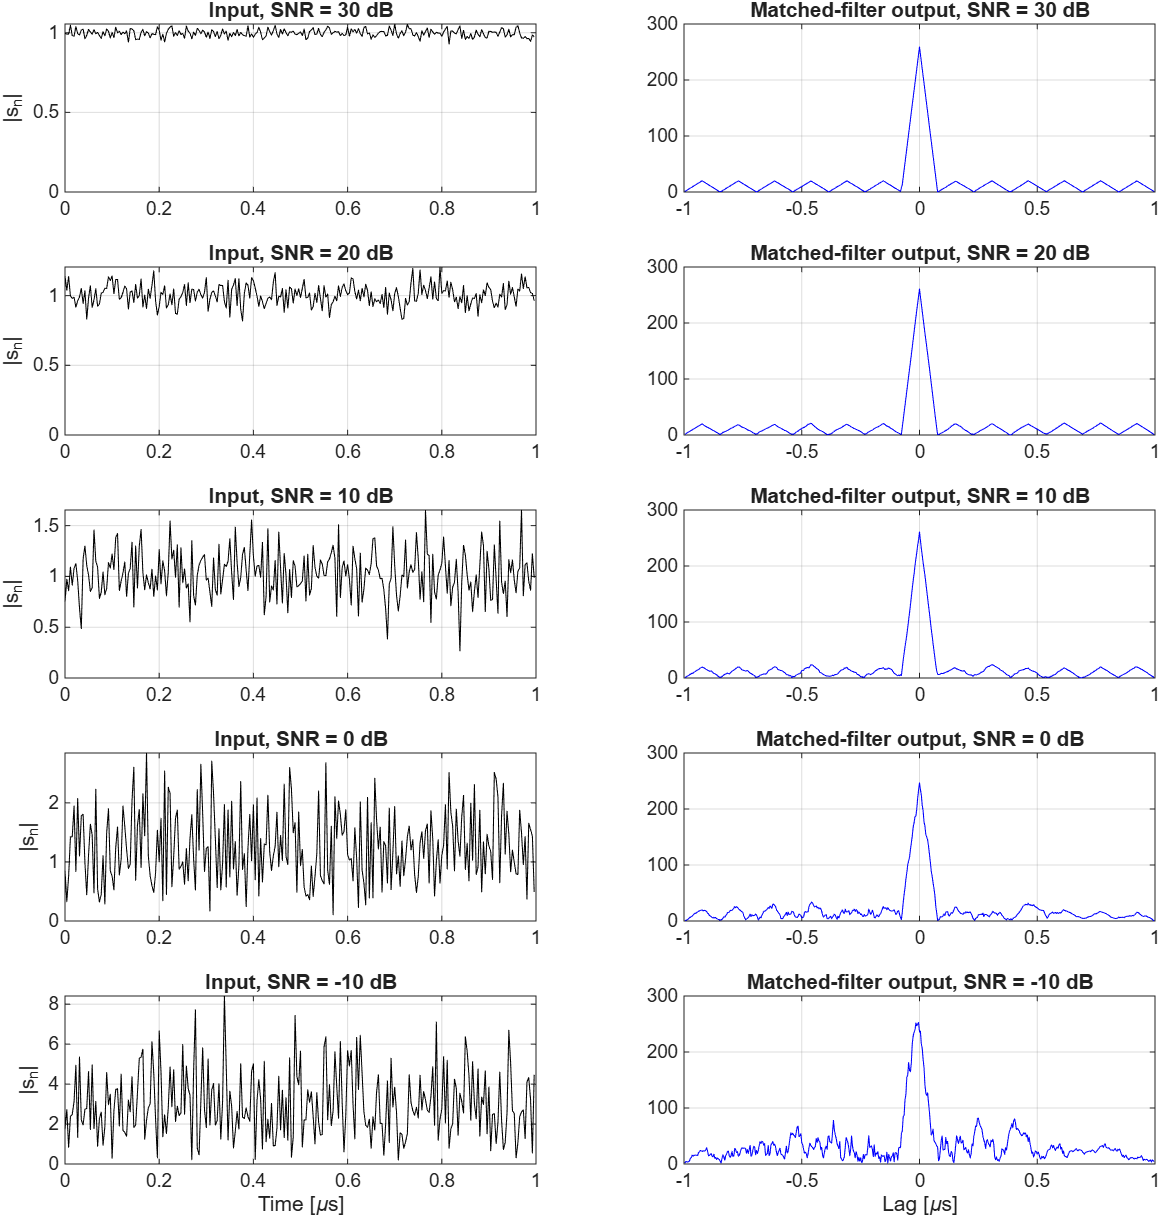 Input, SNR = 30 dB
Matched-filter output, SNR = 30 dB
|sn|
1
0.5
0
0 0.2 0.4 0.6 0.8 1
300
200
100
0
-1 -0.5 0 0.5 1
Input, SNR = 20 dB
Matched-filter output, SNR = 20 dB
|sn|
1
0.5
0
0 0.2 0.4 0.6 0.8 1
300
200
100
0
-1 -0.5 0 0.5 1
Input, SNR = 10 dB
Matched-filter output, SNR = 10 dB
|sn|
1.5
1
0.5
0
0 0.2 0.4 0.6 0.8 1
300
200
100
0
-1 -0.5 0 0.5 1
Input, SNR = 0 dB
Matched-filter output, SNR = 0 dB
|sn|
2
1
0
0 0.2 0.4 0.6 0.8 1
300
200
100
0
-1 -0.5 0 0.5 1
Input, SNR = -10 dB
Matched-filter output, SNR = -10 dB
|sn|
8
6
4
2
0
0 0.2 0.4 0.6 0.8 1
Time [μs]
300
200
100
0
-1 -0.5 0 0.5 1
Lag [μs]